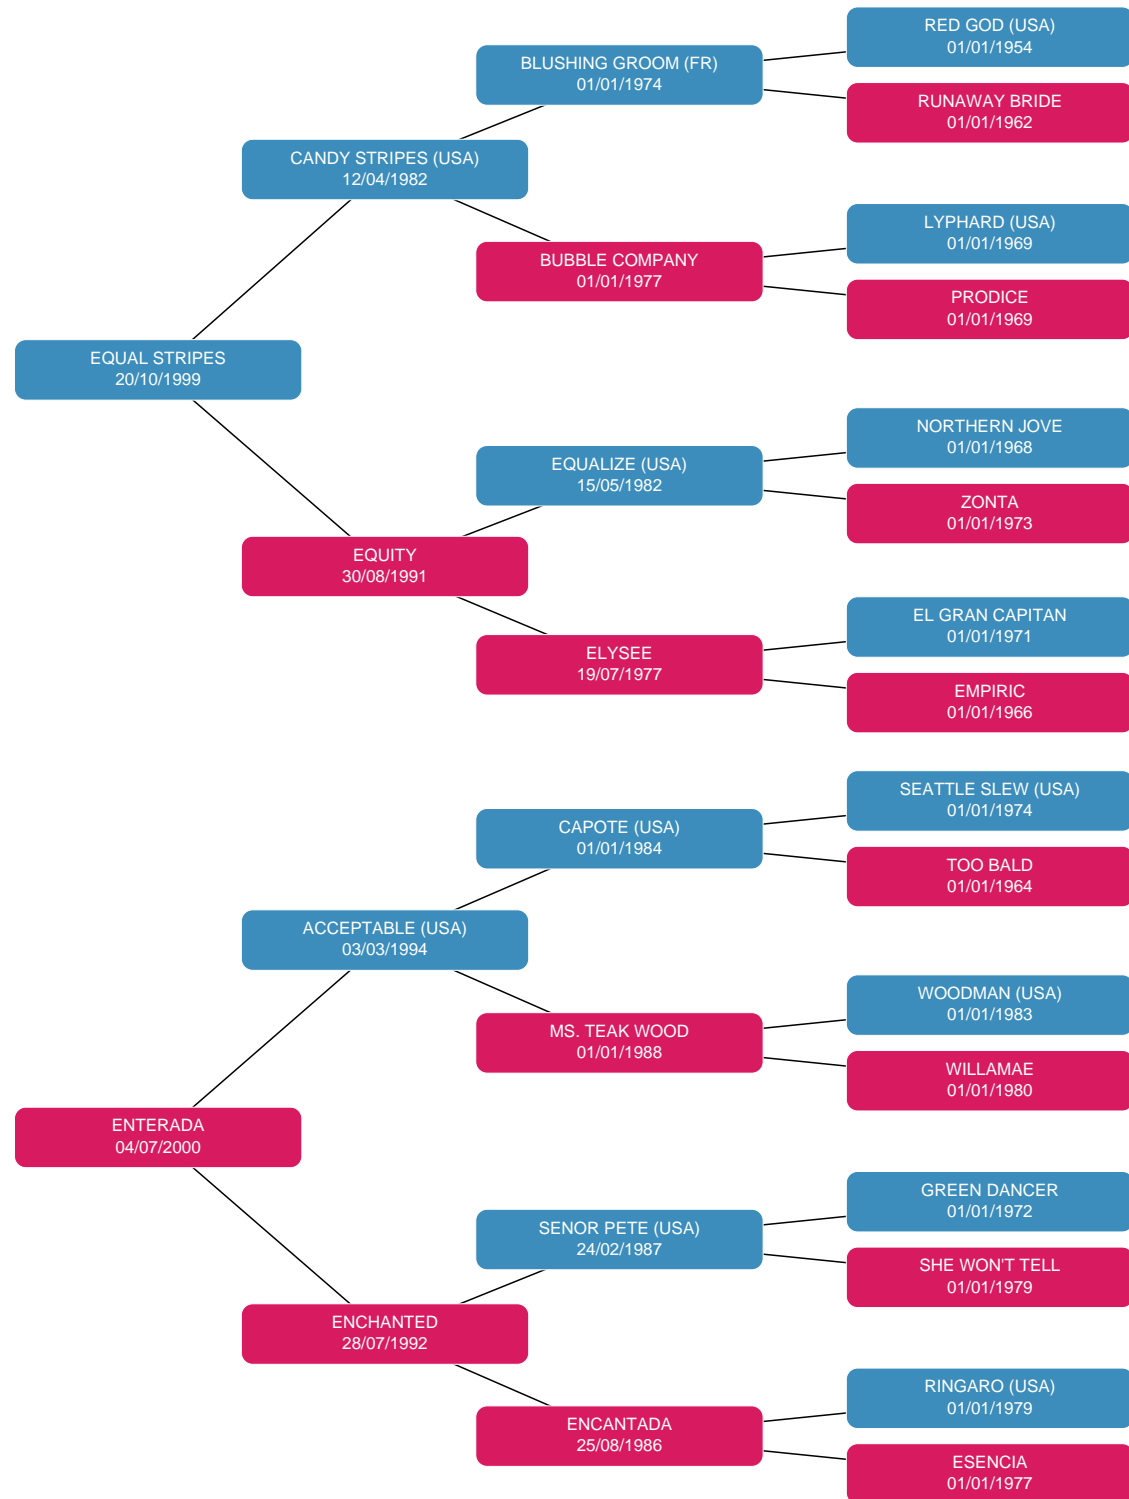 RED GOD (USA)
01/01/1954
BLUSHING GROOM (FR)
01/01/1974
RUNAWAY BRIDE
01/01/1962
CANDY STRIPES (USA)
12/04/1982
LYPHARD (USA)
01/01/1969
BUBBLE COMPANY
01/01/1977
PRODICE
01/01/1969
EQUAL STRIPES
20/10/1999
NORTHERN JOVE
01/01/1968
EQUALIZE (USA)
15/05/1982
ZONTA
01/01/1973
EQUITY
30/08/1991
EL GRAN CAPITAN
01/01/1971
ELYSEE
19/07/1977
EMPIRIC
01/01/1966
SEATTLE SLEW (USA)
01/01/1974
CAPOTE (USA)
01/01/1984
TOO BALD
01/01/1964
ACCEPTABLE (USA)
03/03/1994
WOODMAN (USA)
01/01/1983
MS. TEAK WOOD
01/01/1988
WILLAMAE
01/01/1980
ENTERADA
04/07/2000
GREEN DANCER
01/01/1972
SENOR PETE (USA)
24/02/1987
SHE WON'T TELL
01/01/1979
ENCHANTED
28/07/1992
RINGARO (USA)
01/01/1979
ENCANTADA
25/08/1986
ESENCIA
01/01/1977